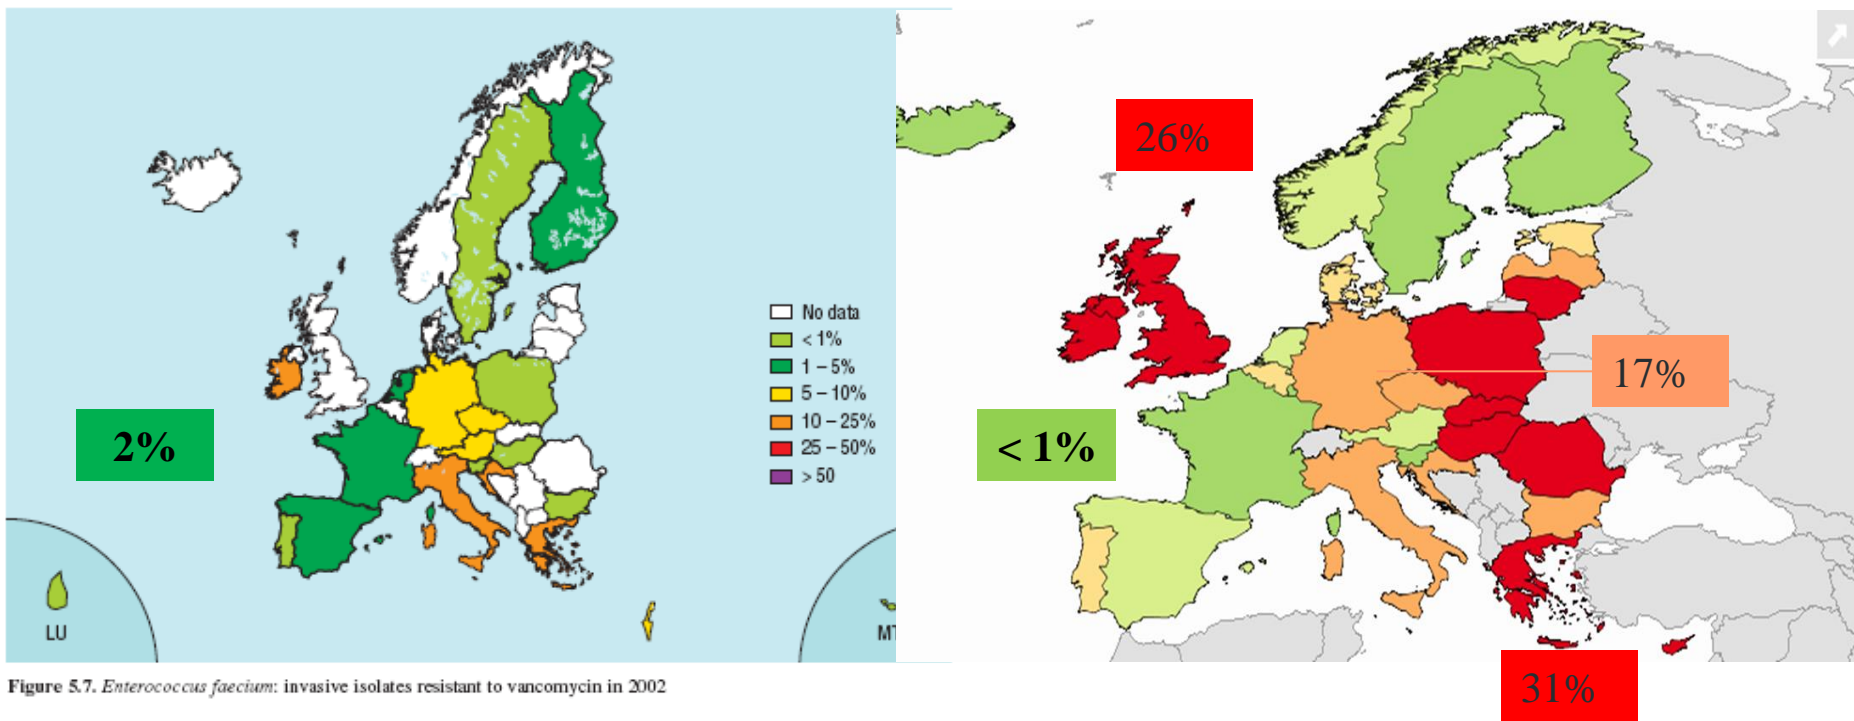 No data
< 1%
1 – 5%
5 – 10%
10 – 25%
25 – 50%
> 50
2%
LU
MT
Figure 5.7. Enterococcus faecium: invasive isolates resistant to vancomycin in 2002
26%
17%
< 1%
31%